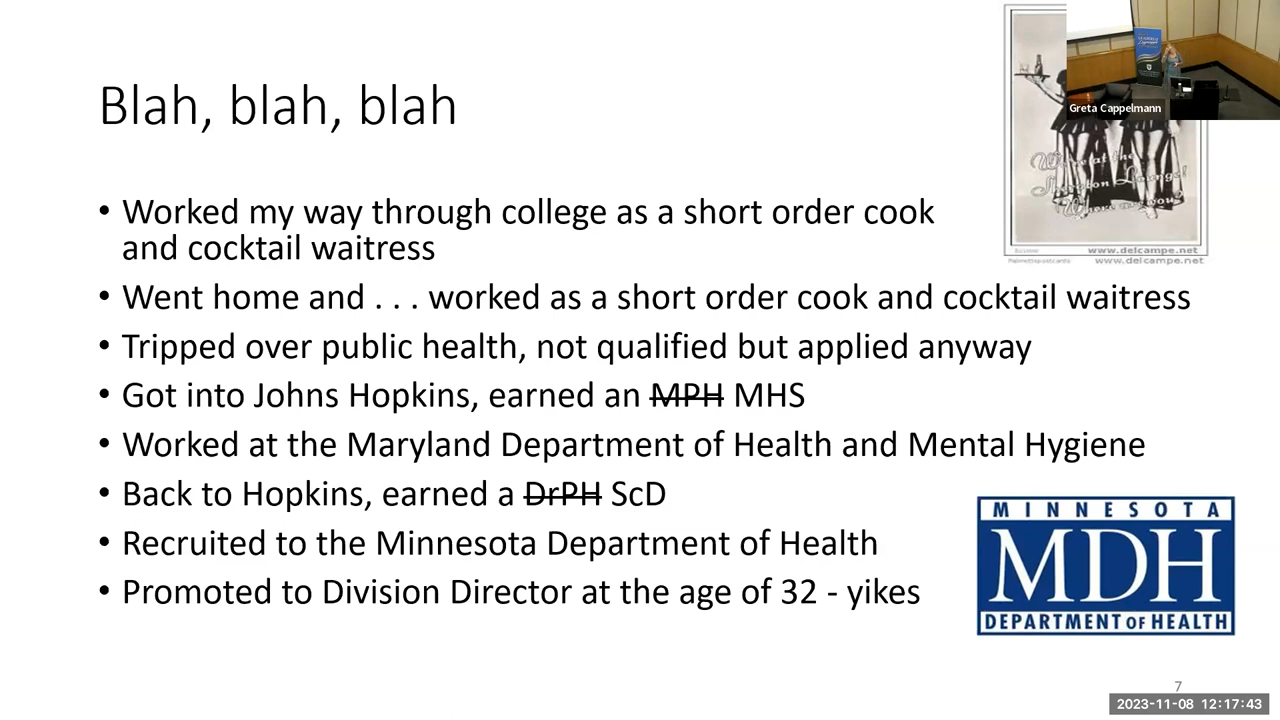 Blah, blah, blah
Greta Cappelmann
We're at the
www.delcampe.net
www.delcampe.net
• Worked my way through college as a short order cook
and cocktail waitress
• Went home and . . . worked as a short order cook and cocktail waitress
• Tripped over public health, not qualified but applied anyway
• Got into Johns Hopkins, earned an MPH MHS
• Worked at the Maryland Department of Health and Mental Hygiene
• Back to Hopkins, earned a DrPH ScD
• Recruited to the Minnesota Department of Health
• Promoted to Division Director at the age of 32 - yikes
MINNESOTA
MDH
DEPARTMENT OF HEALTH
7
2023-11-08 12:17:43